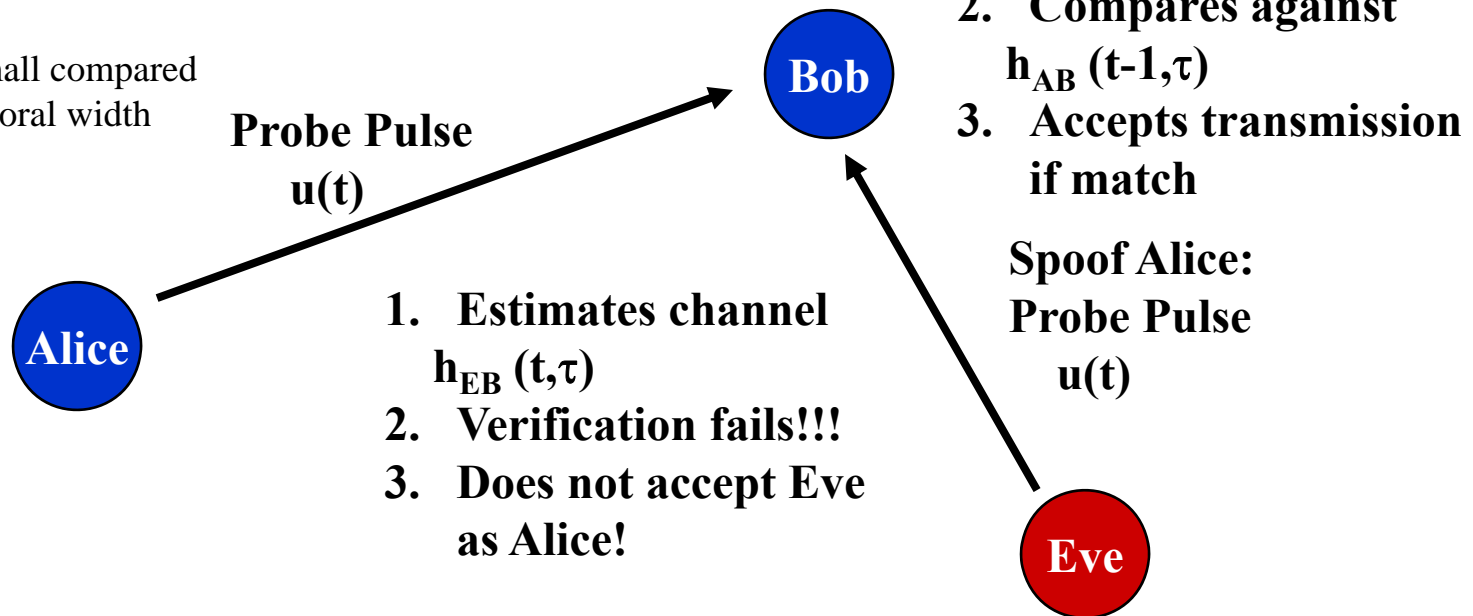 all compared
oral width
Probe Pulse
u(t)
Bob
2. Compares against
h_AB (t-1,τ)
3. Accepts transmission
if match
Alice
1. Estimates channel
h_EB (t,τ)
2. Verification fails!!!
3. Does not accept Eve
as Alice!
Spoof Alice:
Probe Pulse
u(t)
Eve